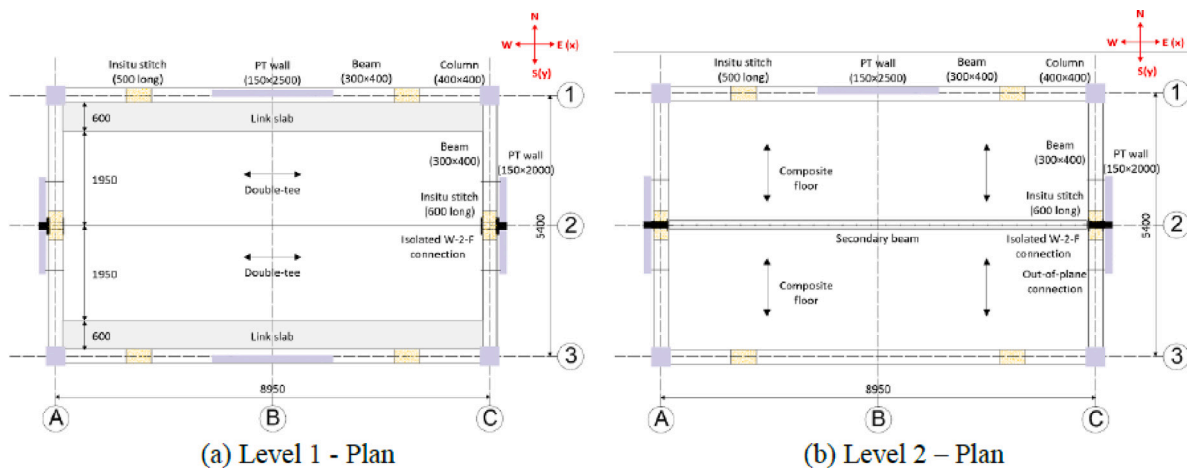 N
W E (x)
S(y)
Insitu stitch
(500 long)
PT wall
(150×2500)
Beam
(300×400)
Column
(400×400)
1
600
Link slab
Beam
(300×400)
PT wall
(150×2000)
1950
Double-tee
Insitu stitch
(600 long)
2
5400
Isolated W-2-F
connection
1950
Double-tee
600
Link slab
3
8950
A
B
C
(a) Level 1 - Plan
N
W E (x)
S(y)
Insitu stitch
(500 long)
PT wall
(150×2500)
Beam
(300×400)
Column
(400×400)
1
Composite
floor
Beam
(300×400)
PT wall
(150×2000)
Insitu stitch
(600 long)
2
5400
Secondary beam
Isolated W-2-F
connection
Composite
floor
Out-of-plane
connection
3
8950
A
B
C
(b) Level 2 – Plan